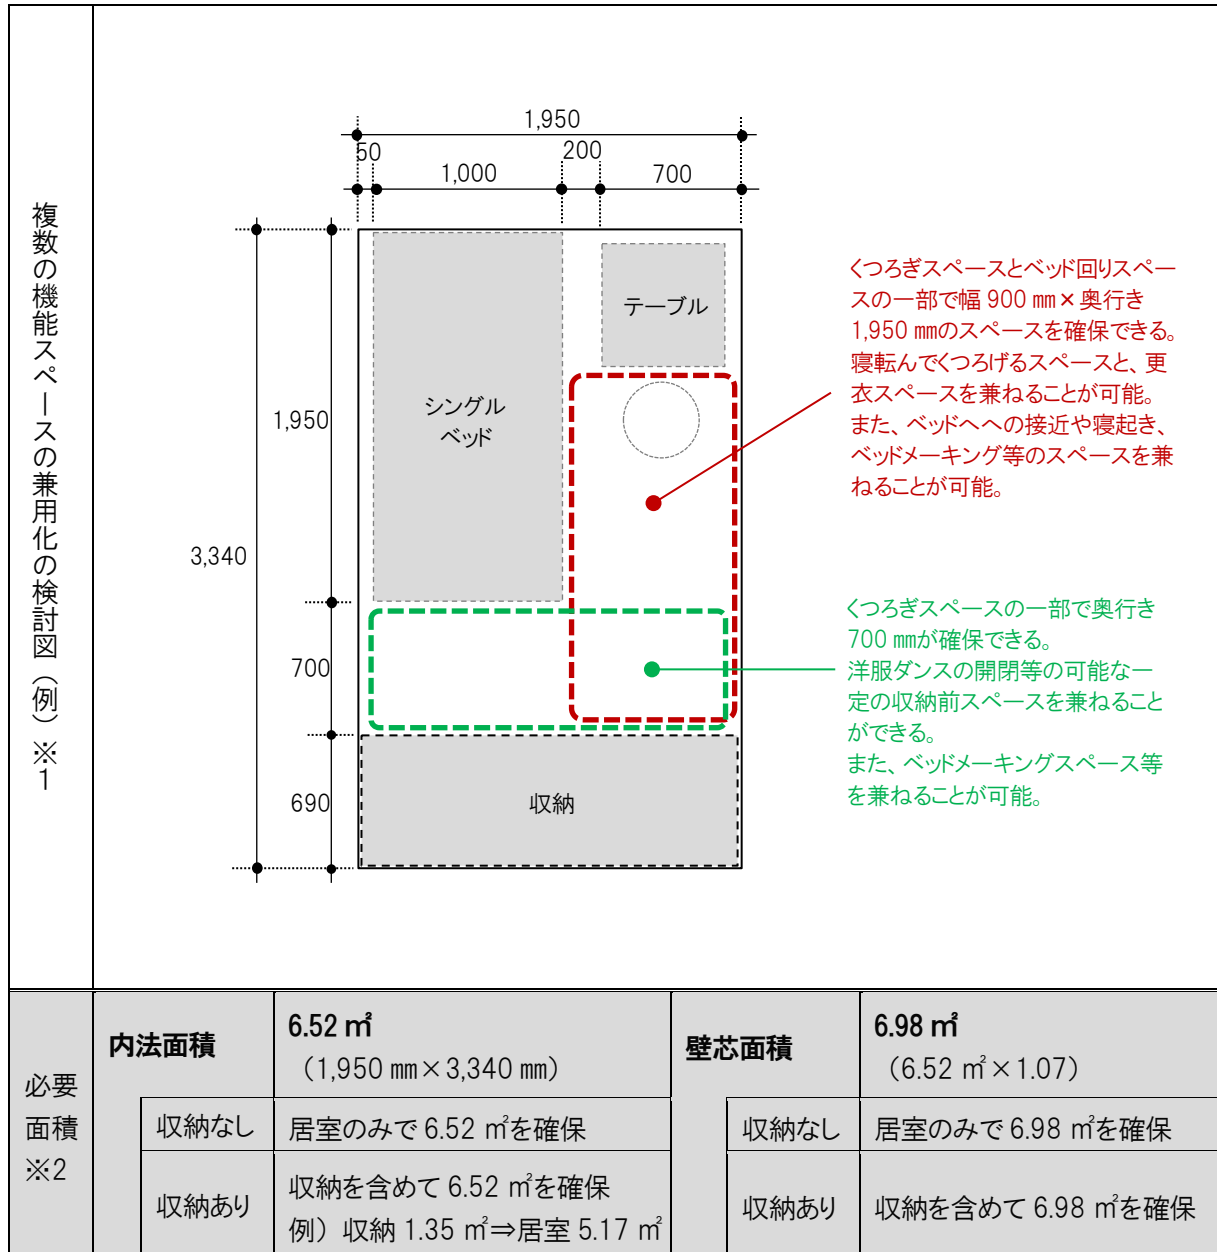 複数の機能スペースの兼用化の検討図（例）※1
1,950
50
200
1,000
700
シングル
ベッド
テーブル
1,950
3,340
700
690
収納
くつろぎスペースとベッド回りスペー
スの一部で幅 900 ㎜×奥行き
1,950 ㎜のスペースを確保できる。
寝転んでくつろげるスペースと、更
衣スペースを兼ねることが可能。
また、ベッドへへの接近や寝起き、
ベッドメーキング等のスペースを兼
ねることが可能。
くつろぎスペースの一部で奥行き
700 ㎜が確保できる。
洋服ダンスの開閉等の可能な一
定の収納前スペースを兼ねること
ができる。
また、ベッドメーキングスペース等
を兼ねることが可能。
必要
面積
※2
内法面積
6.52 ㎡
（1,950 ㎜×3,340 ㎜）
収納なし
居室のみで 6.52 ㎡を確保
収納あり
収納を含めて 6.52 ㎡を確保
例）収納 1.35 ㎡⇒居室 5.17 ㎡
壁芯面積
6.98 ㎡
（6.52 ㎡×1.07）
収納なし
居室のみで 6.98 ㎡を確保
収納あり
収納を含めて 6.98 ㎡を確保